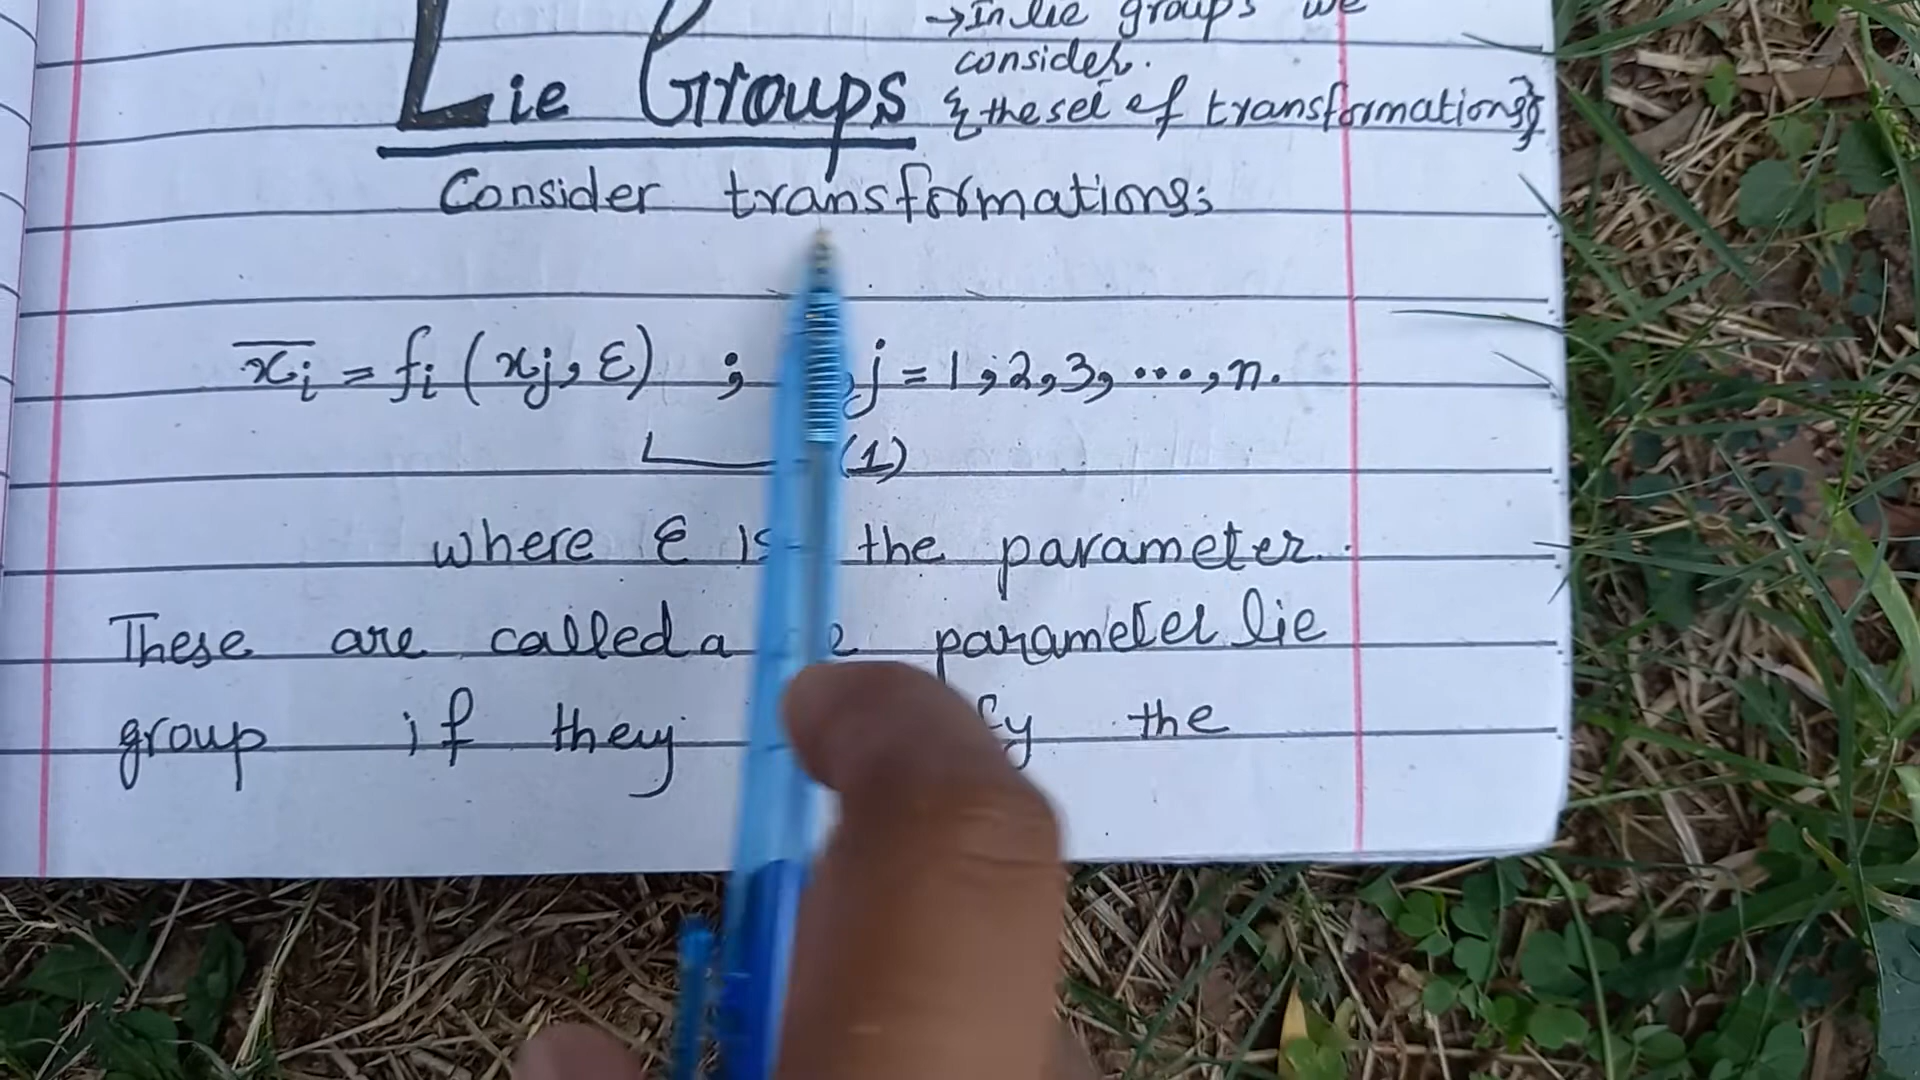 →In lie groups we
consider.
Lie Groups {the set of transformations}
Consider transformations;
x̅i = fi (xj, ε) ; , j = 1,2,3, ..., n.
(1)
where ε is the parameter.
These are called a parameter lie
group if they the